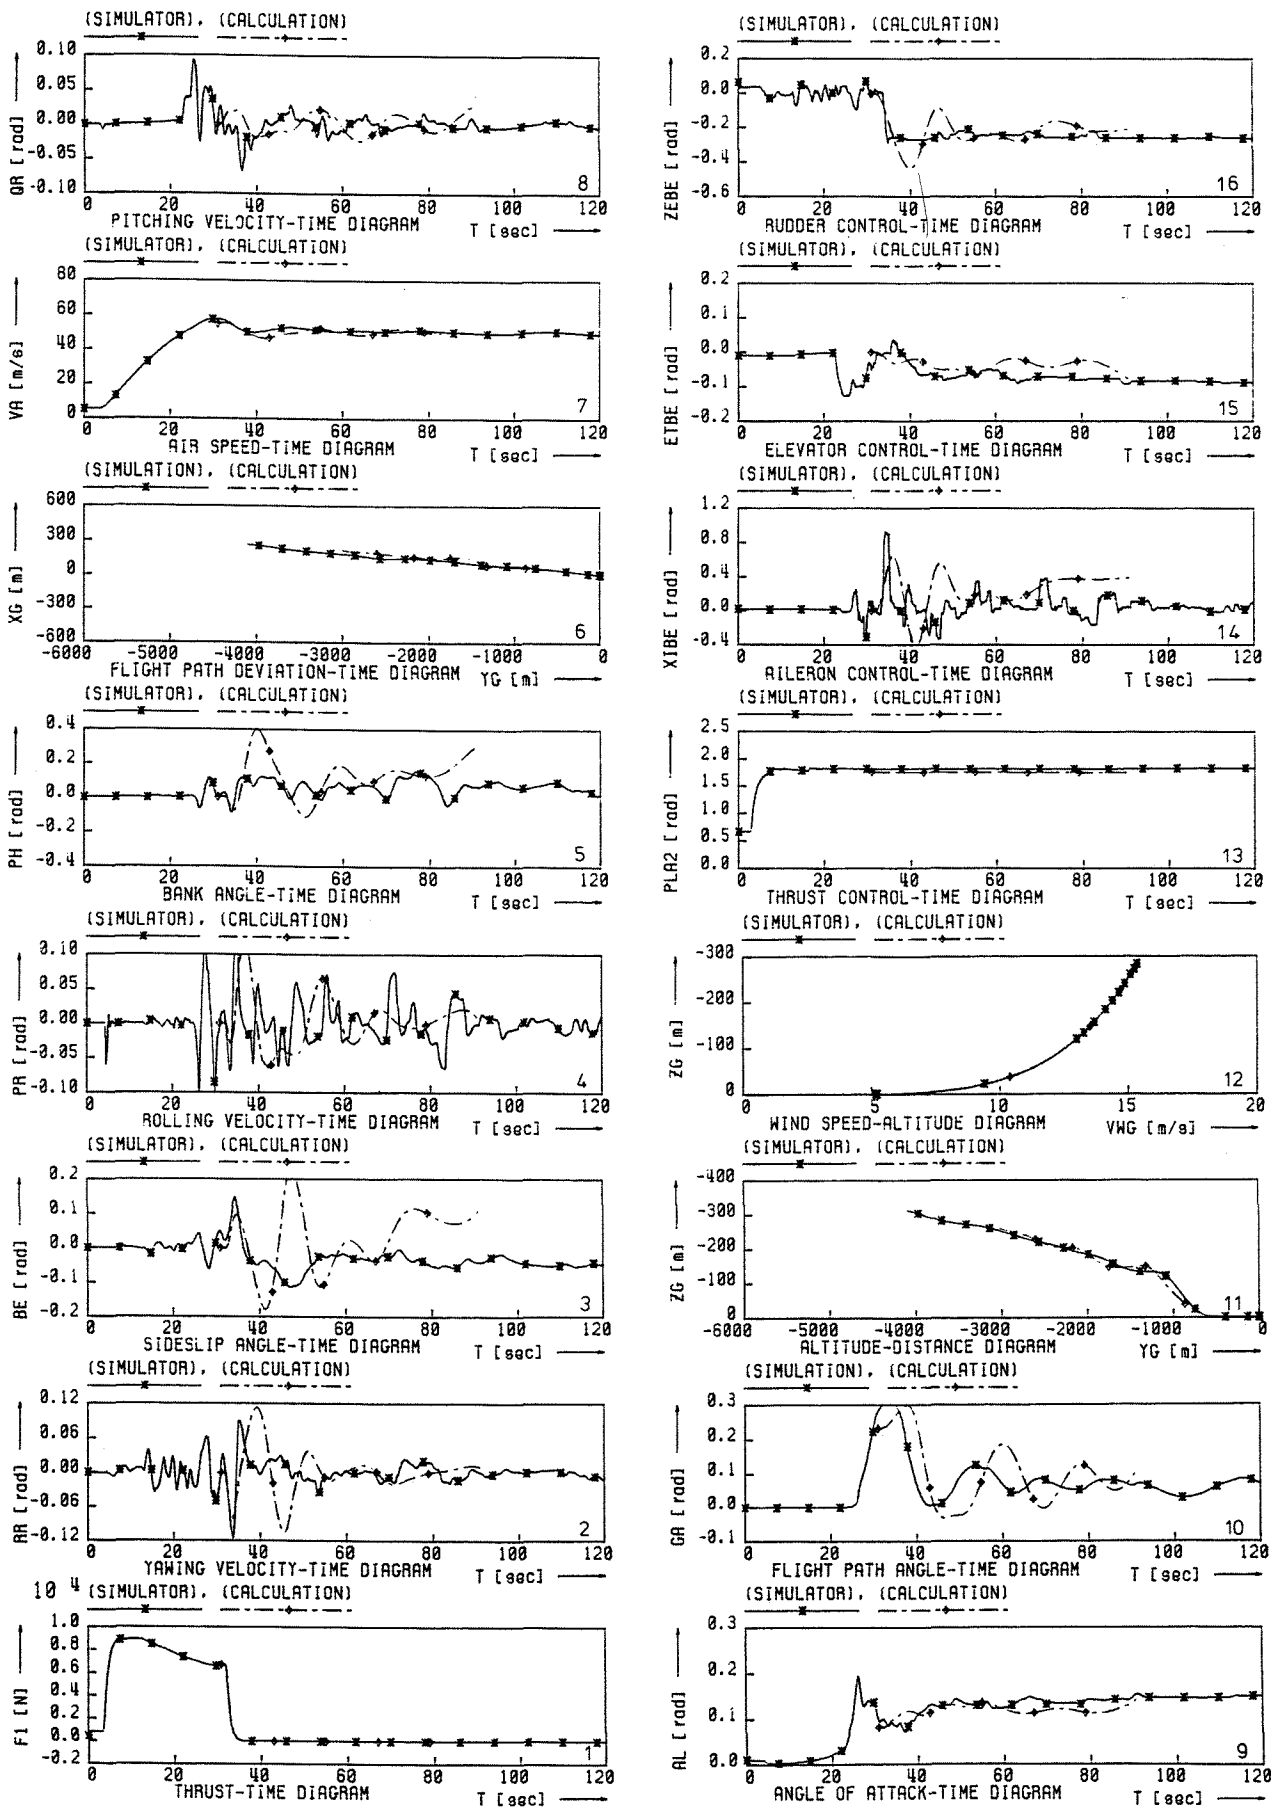 (SIMULATOR), (CALCULATION)
QR [rad]
0.10
0.05
0.00
-0.05
-0.10
8
0 20 40 60 80 100 120
PITCHING VELOCITY-TIME DIAGRAM T [sec]
(SIMULATOR), (CALCULATION)
VA [m/s]
80
60
40
20
0
7
0 20 40 60 80 100 120
AIR SPEED-TIME DIAGRAM T [sec]
(SIMULATION), (CALCULATION)
XG [m]
600
300
0
-300
-600
6
-6000 -5000 -4000 -3000 -2000 -1000 0
FLIGHT PATH DEVIATION-TIME DIAGRAM YG [m]
(SIMULATOR), (CALCULATION)
PH [rad]
0.4
0.2
0.0
-0.2
-0.4
5
0 20 40 60 80 100 120
BANK ANGLE-TIME DIAGRAM T [sec]
(SIMULATOR), (CALCULATION)
PR [rad]
0.10
0.05
0.00
-0.05
-0.10
4
0 20 40 60 80 100 120
ROLLING VELOCITY-TIME DIAGRAM T [sec]
(SIMULATOR), (CALCULATION)
BE [rad]
0.2
0.1
0.0
-0.1
-0.2
3
0 20 40 60 80 100 120
SIDESLIP ANGLE-TIME DIAGRAM T [sec]
(SIMULATOR), (CALCULATION)
RR [rad]
0.12
0.06
0.00
-0.06
-0.12
2
0 20 40 60 80 100 120
YAWING VELOCITY-TIME DIAGRAM T [sec]
10 4 (SIMULATOR), (CALCULATION)
F1 [N]
1.0
0.8
0.6
0.4
0.2
0.0
-0.2
1
0 20 40 60 80 100 120
THRUST-TIME DIAGRAM T [sec]
(SIMULATOR), (CALCULATION)
ZEBE [rad]
0.2
0.0
-0.2
-0.4
-0.6
16
0 20 40 60 80 100 120
RUDDER CONTROL-TIME DIAGRAM T [sec]
(SIMULATOR), (CALCULATION)
ETBE [rad]
0.2
0.1
0.0
-0.1
-0.2
15
0 20 40 60 80 100 120
ELEVATOR CONTROL-TIME DIAGRAM T [sec]
(SIMULATOR), (CALCULATION)
XIBE [rad]
1.2
0.8
0.4
0.0
-0.4
14
0 20 40 60 80 100 120
AILERON CONTROL-TIME DIAGRAM T [sec]
(SIMULATOR), (CALCULATION)
PLA2 [rad]
2.5
2.0
1.5
1.0
0.5
0.0
13
0 20 40 60 80 100 120
THRUST CONTROL-TIME DIAGRAM T [sec]
(SIMULATOR), (CALCULATION)
ZG [m]
-300
-200
-100
0
12
0 5 10 15 20
WIND SPEED-ALTITUDE DIAGRAM VWG [m/s]
(SIMULATOR), (CALCULATION)
ZG [m]
-400
-300
-200
-100
0
11
-6000 -5000 -4000 -3000 -2000 -1000 0
ALTITUDE-DISTANCE DIAGRAM YG [m]
(SIMULATION), (CALCULATION)
GA [rad]
0.3
0.2
0.1
0.0
-0.1
10
0 20 40 60 80 100 120
FLIGHT PATH ANGLE-TIME DIAGRAM T [sec]
(SIMULATOR), (CALCULATION)
AL [rad]
0.3
0.2
0.1
0.0
9
0 20 40 60 80 100 120
ANGLE OF ATTACK-TIME DIAGRAM T [sec]